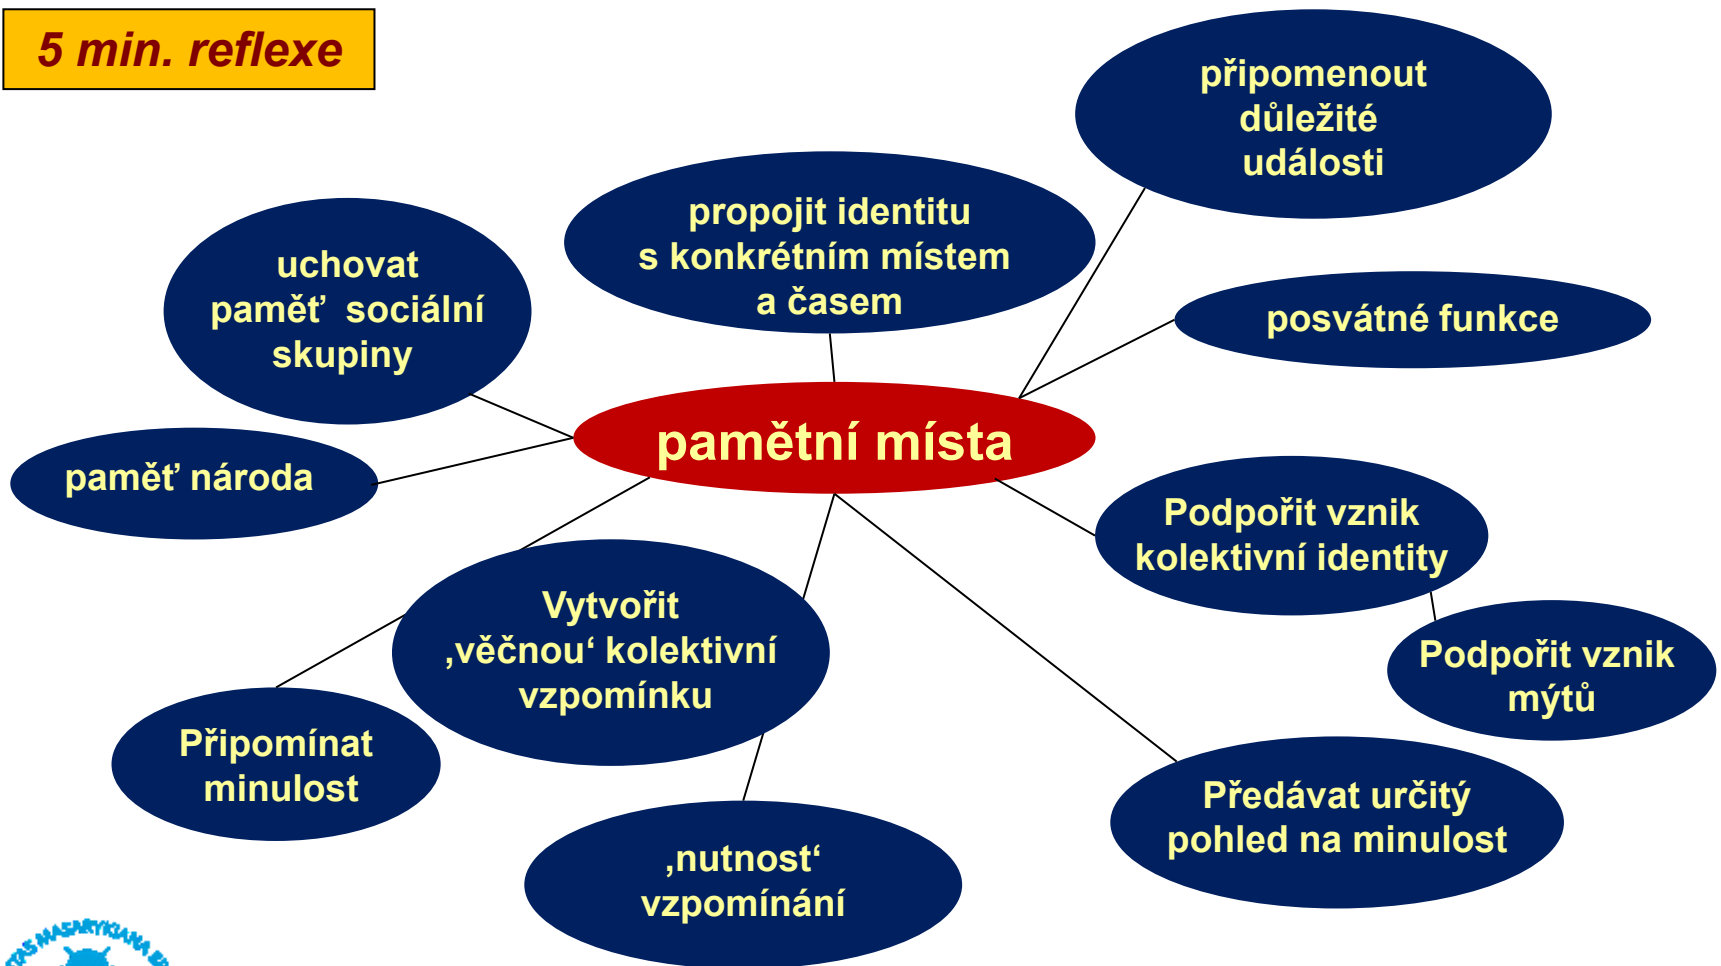 5 min. reflexe
připomenout
důležité
události
propojit identitu
s konkrétním místem
a časem
uchovat
paměť sociální
skupiny
posvátné funkce
pamětní místa
paměť národa
Podpořit vznik
kolektivní identity
Vytvořit
‚věčnou‘ kolektivní
vzpomínku
Podpořit vznik
mýtů
Připomínat
minulost
Předávat určitý
pohled na minulost
‚nutnost‘
vzpomínání
MASARYKIANA